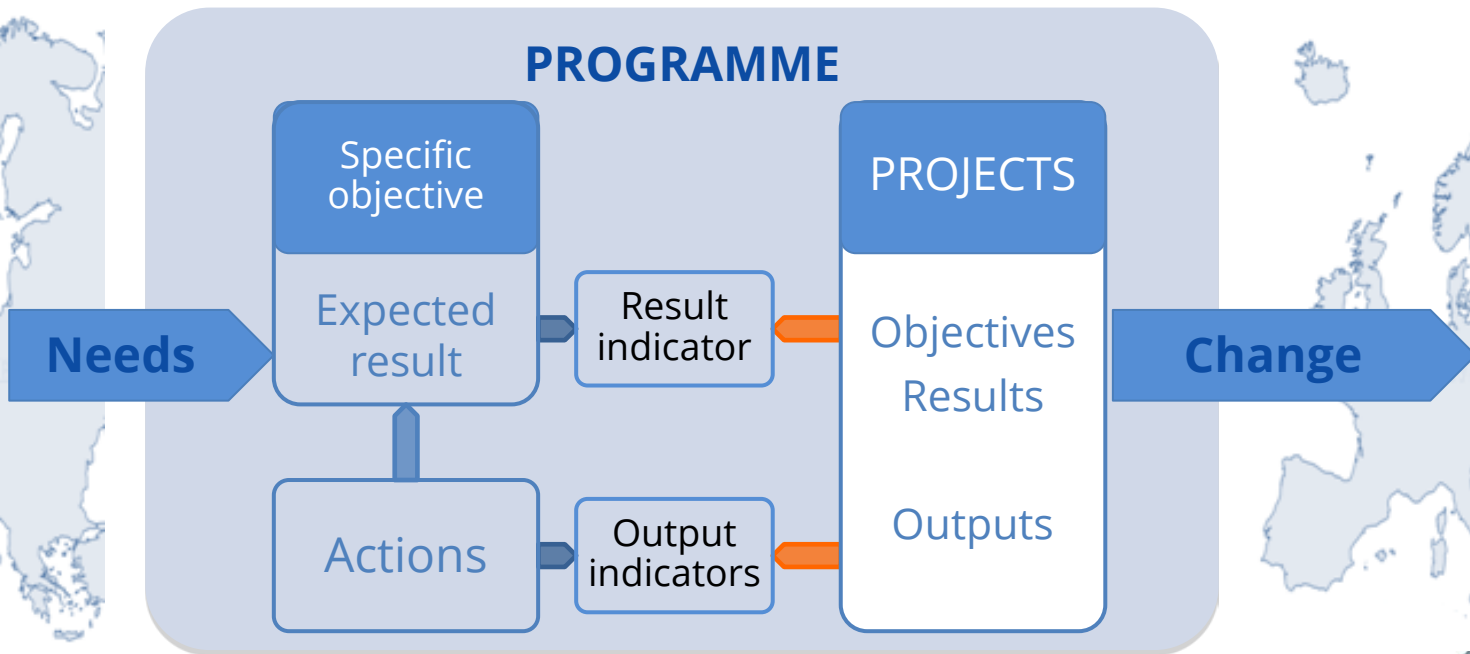 PROGRAMME
Specific
objective
PROJECTS
Needs
Expected
result
Result
indicator
Objectives
Results
Change
Actions
Output
indicators
Outputs